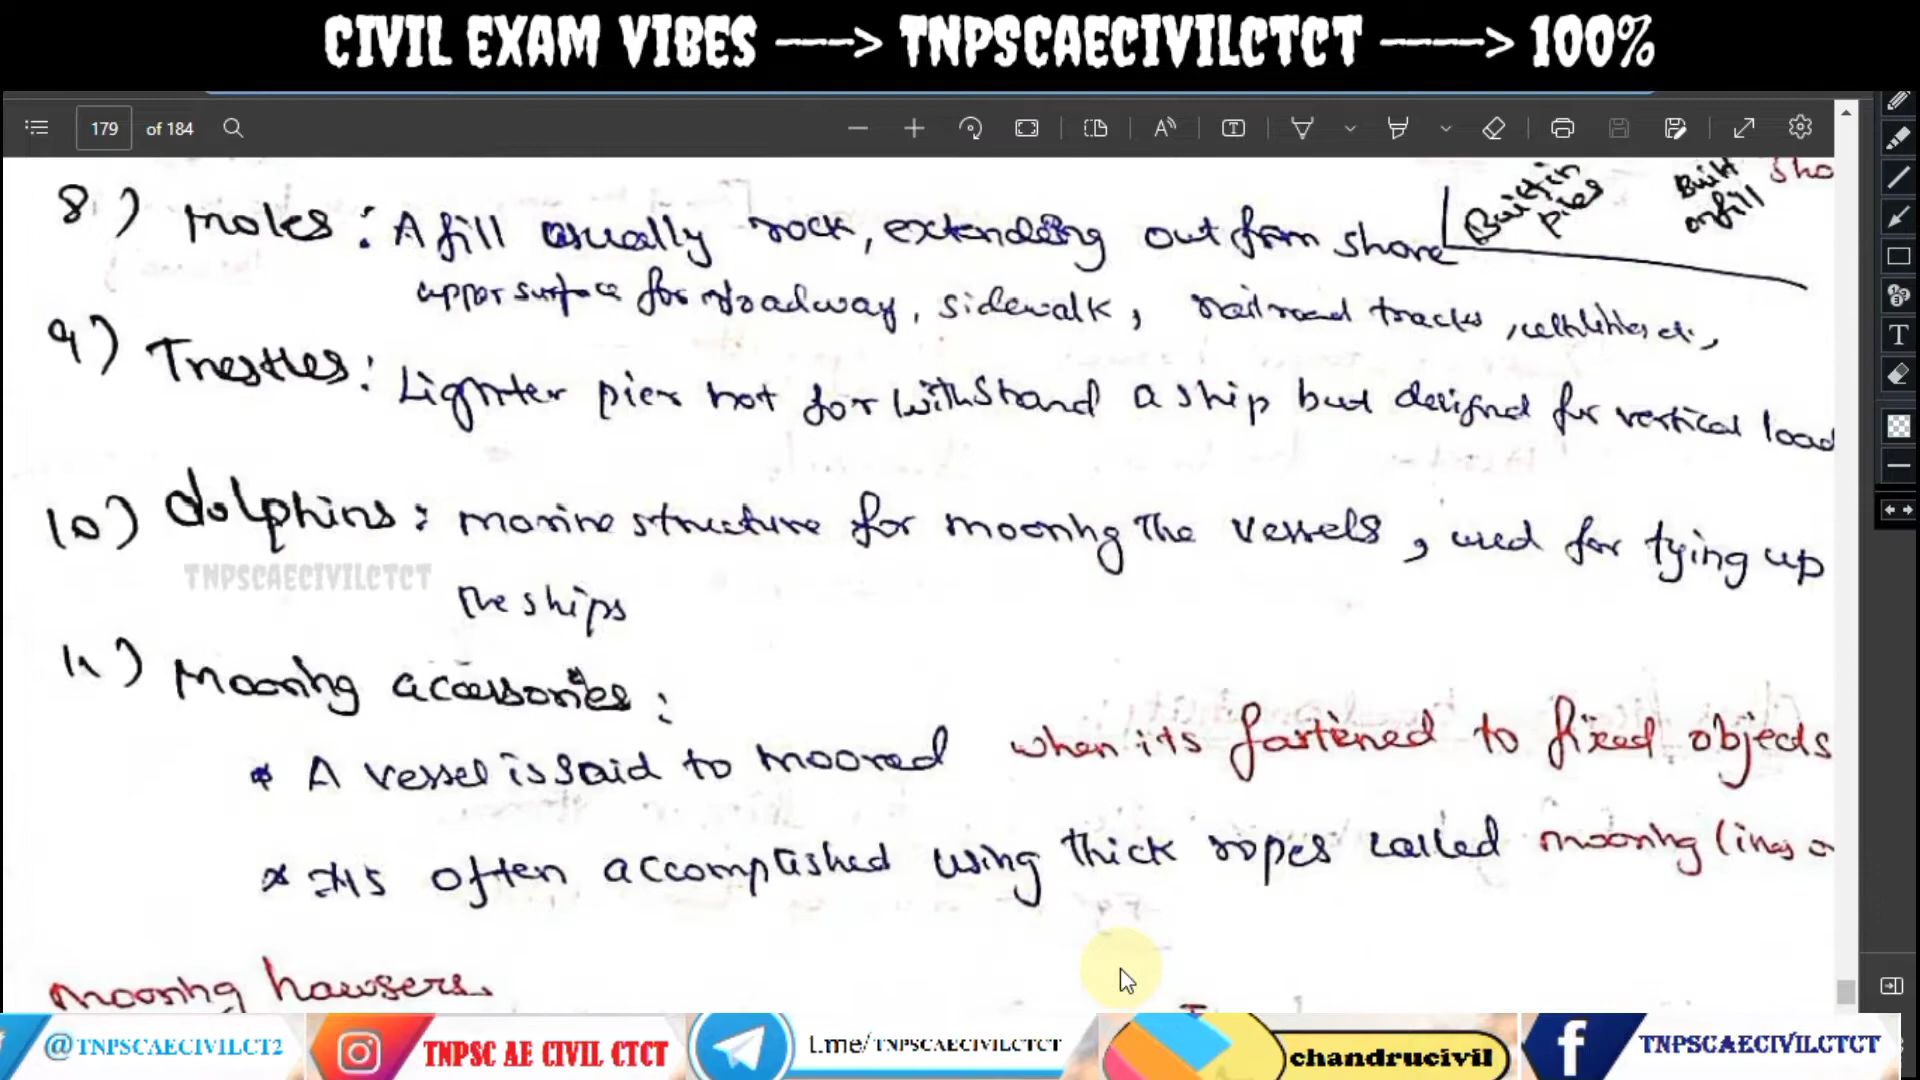 CIVIL EXAM VIBES ---> TNPSCAECIVILCTCT ----> 100%
179 of 184
Built in piers
Built on fill
Sho
8) Moles: A fill usually rock, extending out from shore
upper surface for roadway, sidewalk, railroad tracks,
9) Trestles: Lighter pier not for withstand a ship but designed for vertical load
10) dolphins: marine structure for mooring the vessels, used for tying up
the ships
TNPSCAECIVILCTCT
11) Mooring accessories:
* A vessel is said to moored when its fastened to fixed objects
* Its often accomplished using thick ropes called mooring lines or
mooring hawsers.
@TNPSCAECIVILCT2
TNPSC AE CIVIL CTCT
t.me/TNPSCAECIVILCTCT
chandrucivil
TNPSCAECIVILCTCT